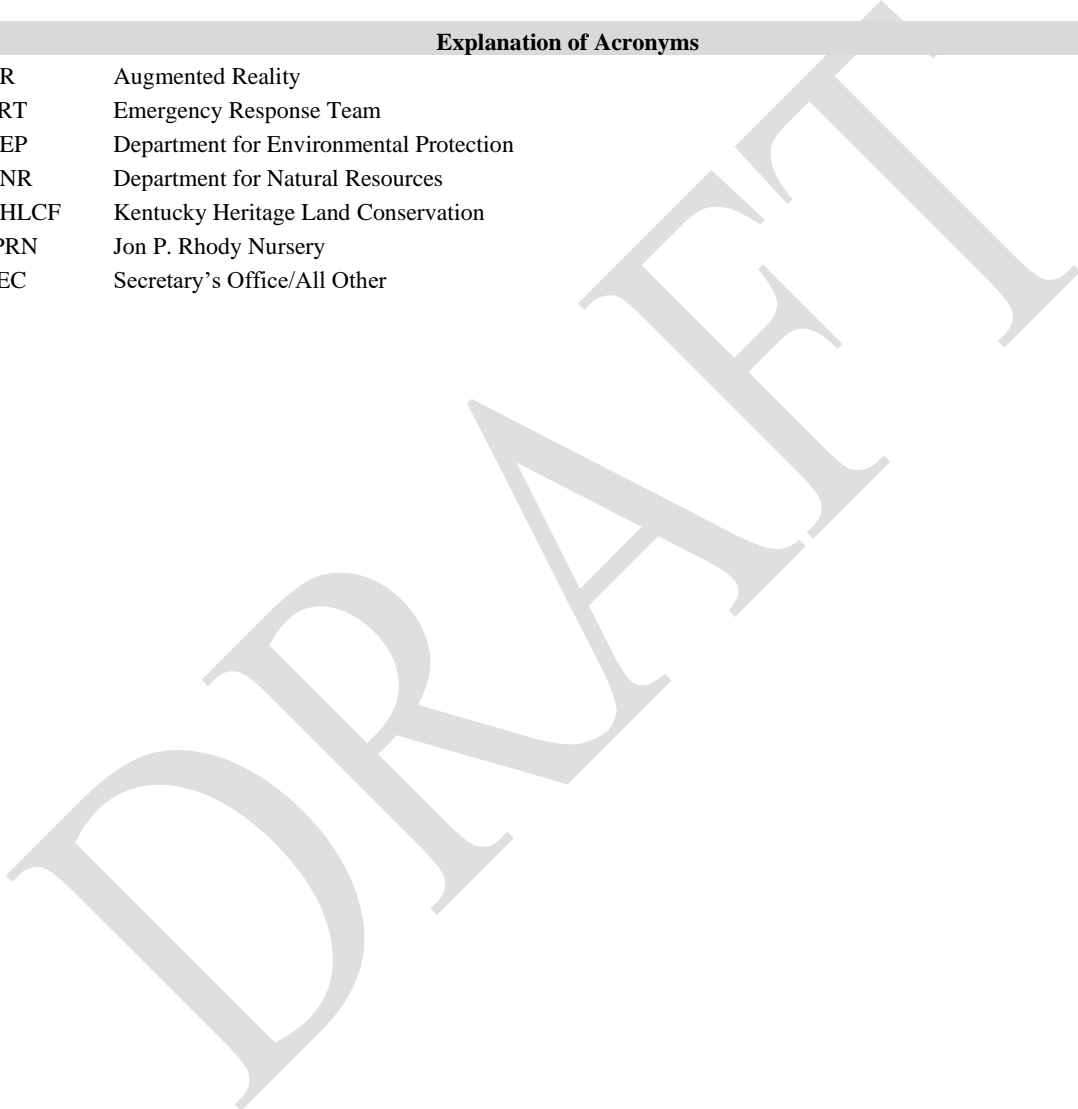 Explanation of Acronyms
R Augmented Reality
RT Emergency Response Team
EP Department for Environmental Protection
NR Department for Natural Resources
HLCF Kentucky Heritage Land Conservation
PRN Jon P. Rhody Nursery
EC Secretary’s Office/All Other
DRAFT